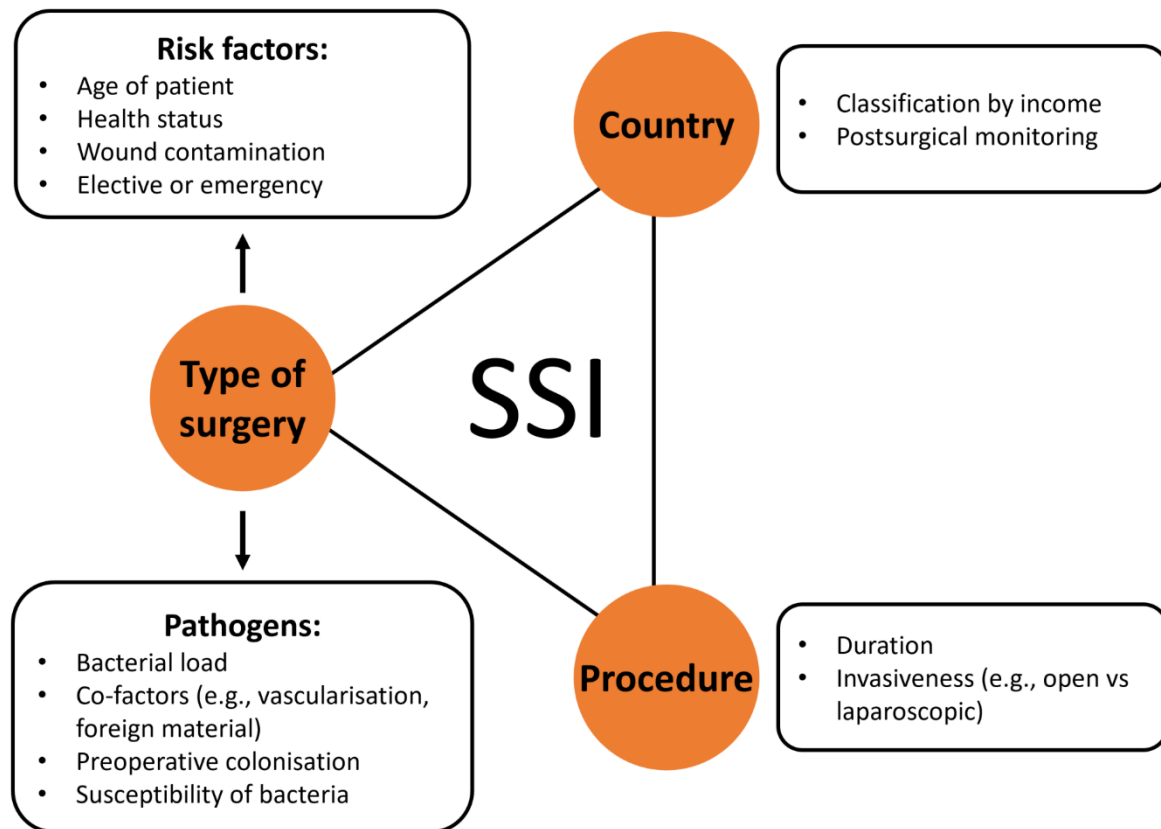 Risk factors:
• Age of patient
• Health status
• Wound contamination
• Elective or emergency
Country
• Classification by income
• Postsurgical monitoring
Type of
surgery
SSI
Pathogens:
• Bacterial load
• Co-factors (e.g., vascularisation,
foreign material)
• Preoperative colonisation
• Susceptibility of bacteria
Procedure
• Duration
• Invasiveness (e.g., open vs
laparoscopic)